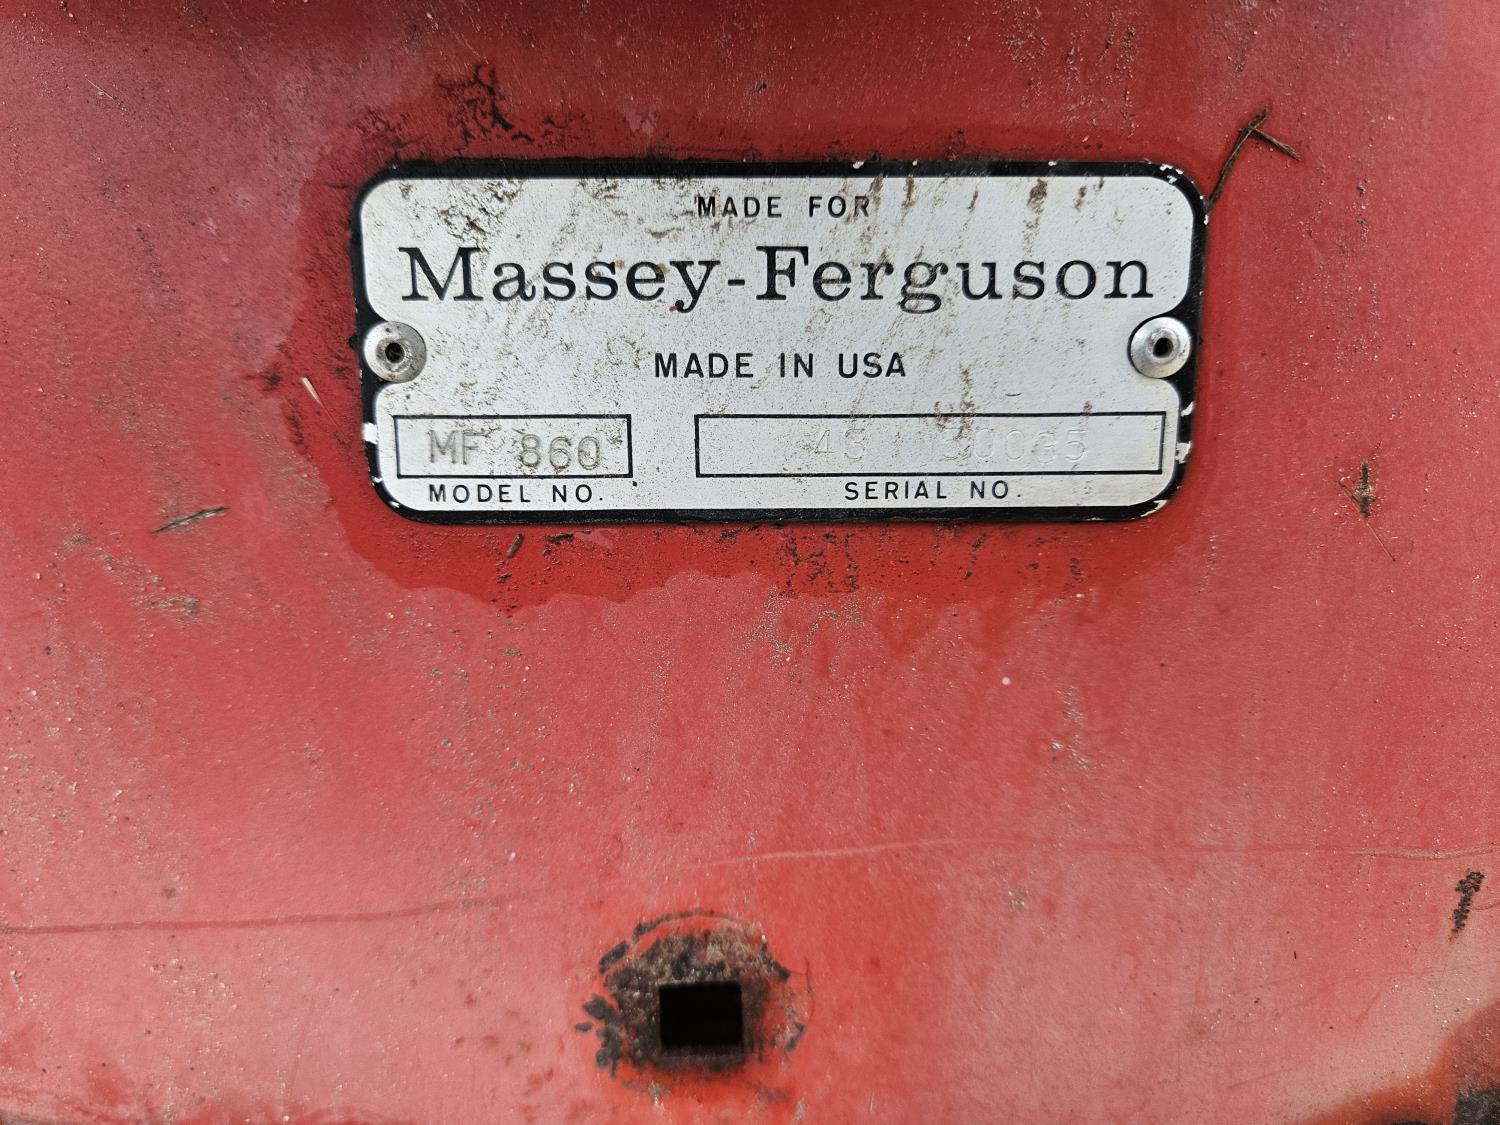 MADE FOR
Massey-Ferguson
MADE IN USA
MF 860
MODEL NO. SERIAL NO.